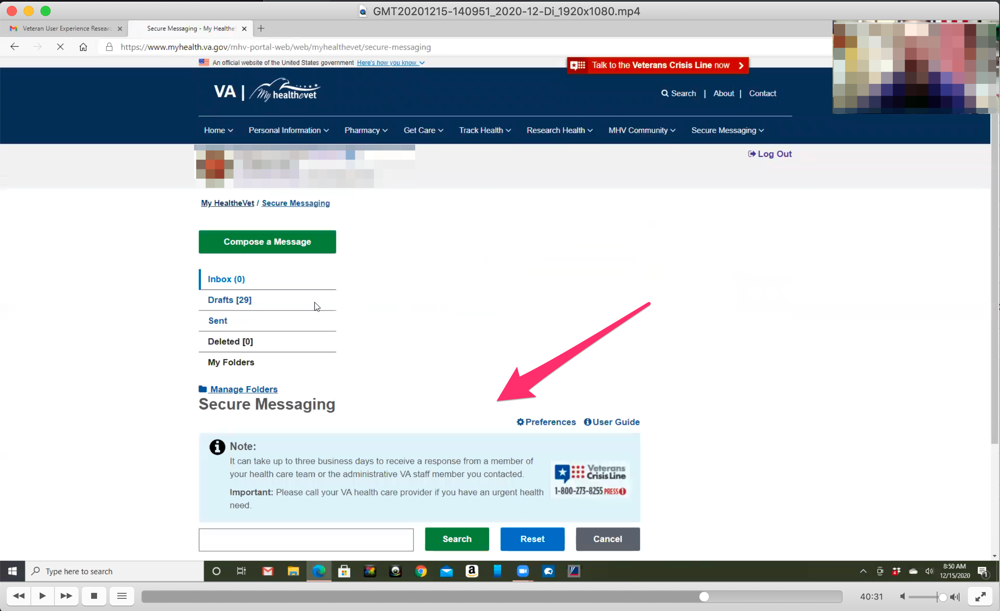 GMT20201215-140951_2020-12-Di_1920x1080.mp4
Veteran User Experience Researc
Secure Messaging - My Healthe
https://www.myhealth.va.gov/mhv-portal-web/web/myhealthevet/secure-messaging
An official website of the United States government Here's how you know.
Talk to the Veterans Crisis Line now
VA | My healthevet
Search | About | Contact
Home Personal Information Pharmacy Get Care Track Health Research Health MHV Community Secure Messaging
Log Out
My HealtheVet / Secure Messaging
Compose a Message
Inbox (0)
Drafts [29]
Sent
Deleted [0]
My Folders
Manage Folders
Secure Messaging
Preferences User Guide
Note:
It can take up to three business days to receive a response from a member of
your health care team or the administrative VA staff member you contacted.
Important: Please call your VA health care provider if you have an urgent health
need.
Veterans
Crisis Line
1-800-273-8255 PRESS 1
Search Reset Cancel
Type here to search
8:50 AM
12/15/2020
40:31